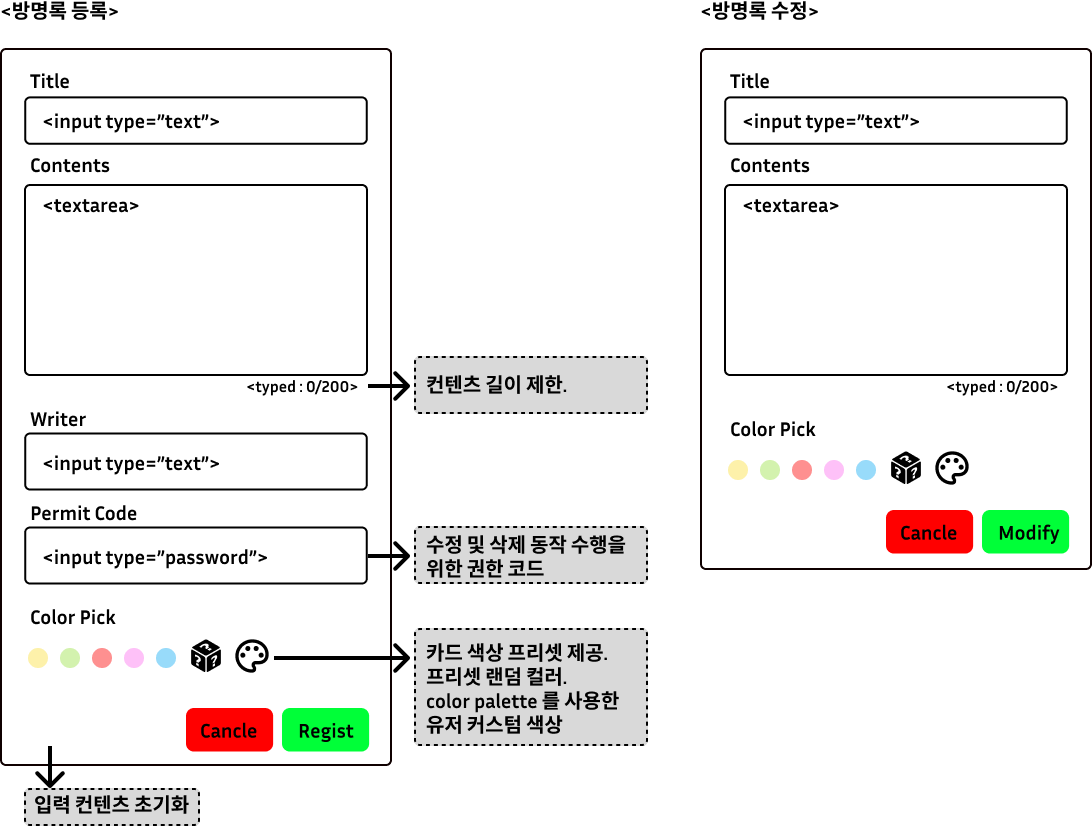 <방명록 등록>
Title
<input type=”text”>
Contents
<textarea>
<typed : 0/200>
컨텐츠 길이 제한.
Writer
<input type=”text”>
Permit Code
<input type=”password”>
수정 및 삭제 동작 수행을
위한 권한 코드
Color Pick
? ? ?
카드 색상 프리셋 제공.
프리셋 랜덤 컬러.
color palette 를 사용한
유저 커스텀 색상
Cancle
Regist
입력 컨텐츠 초기화
<방명록 수정>
Title
<input type=”text”>
Contents
<textarea>
<typed : 0/200>
Color Pick
? ? ?
Cancle
Modify